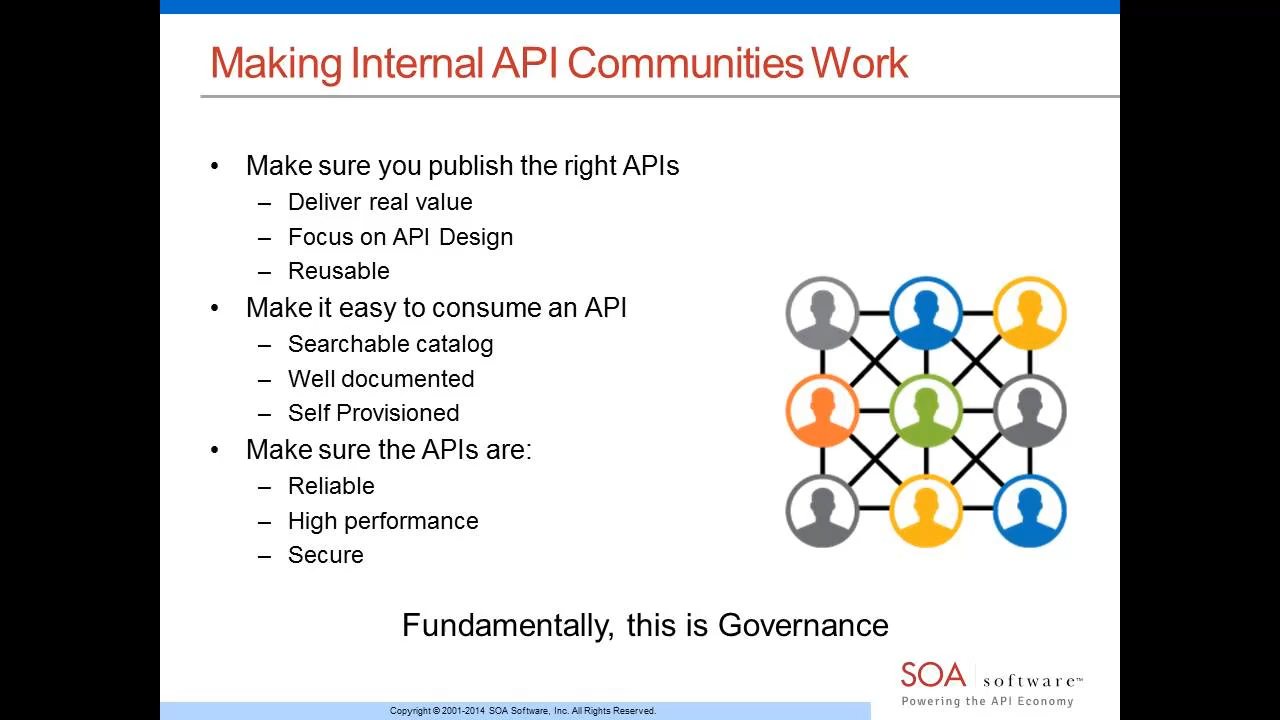 Making Internal API Communities Work
• Make sure you publish the right APIs
– Deliver real value
– Focus on API Design
– Reusable
• Make it easy to consume an API
– Searchable catalog
– Well documented
– Self Provisioned
• Make sure the APIs are:
– Reliable
– High performance
– Secure
Fundamentally, this is Governance
SOA software™
Powering the API Economy
Copyright © 2001-2014 SOA Software, Inc. All Rights Reserved.